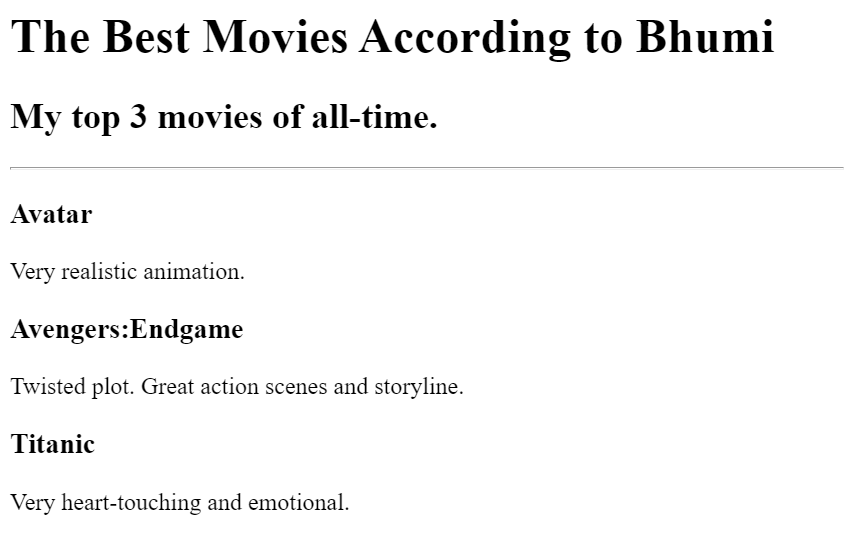 The Best Movies According to Bhumi
My top 3 movies of all-time.
Avatar
Very realistic animation.
Avengers:Endgame
Twisted plot. Great action scenes and storyline.
Titanic
Very heart-touching and emotional.